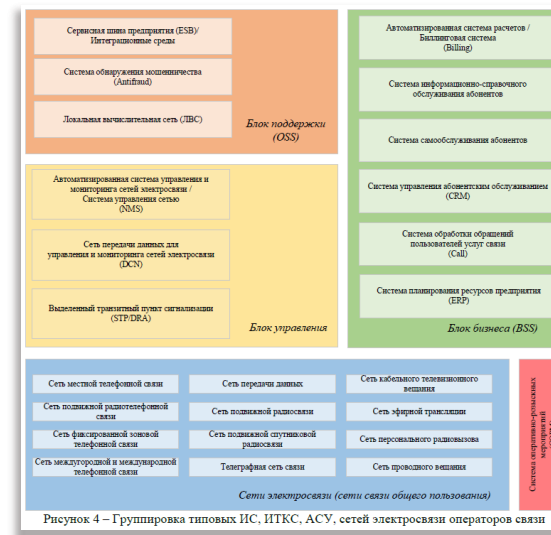 Сервисная шина предприятия (ESB)/
Интеграционные среды
Система обнаружения мошенничества
(Antifraud)
Локальная вычислительная сеть (ЛВС)
Блок поддержки
(OSS)
Автоматизированная система управления и
мониторинга сетей электросвязи /
Система управления сетью
(NMS)
Сеть передачи данных для
управления и мониторинга сетей электросвязи
(DCN)
Выделенный транзитный пункт сигнализации
(STP/DRA)
Блок управления
Автоматизированная система расчетов /
Биллинговая система
(Billing)
Система информационно-справочного
обслуживания абонентов
Система самообслуживания абонентов
Система управления абонентским обслуживанием
(CRM)
Система обработки обращений
пользователей услуг связи
(Call)
Система планирования ресурсов предприятия
(ERP)
Блок бизнеса (BSS)
Сеть местной телефонной связи
Сеть передачи данных
Сеть кабельного телевизионного
вещания
Сеть подвижной радиотелефонной
связи
Сеть подвижной радиосвязи
Сеть эфирной трансляции
Сеть фиксированной зоновой
телефонной связи
Сеть подвижной спутниковой
радиосвязи
Сеть персонального радиовызова
Сеть междугородной и международной
телефонной связи
Телеграфная сеть связи
Сеть проводного вещания
Сети электросвязи (сети связи общего пользования)
Система оперативно-розыскных
мероприятий
Рисунок 4 – Группировка типовых ИС, ИТКС, АСУ, сетей электросвязи операторов связи